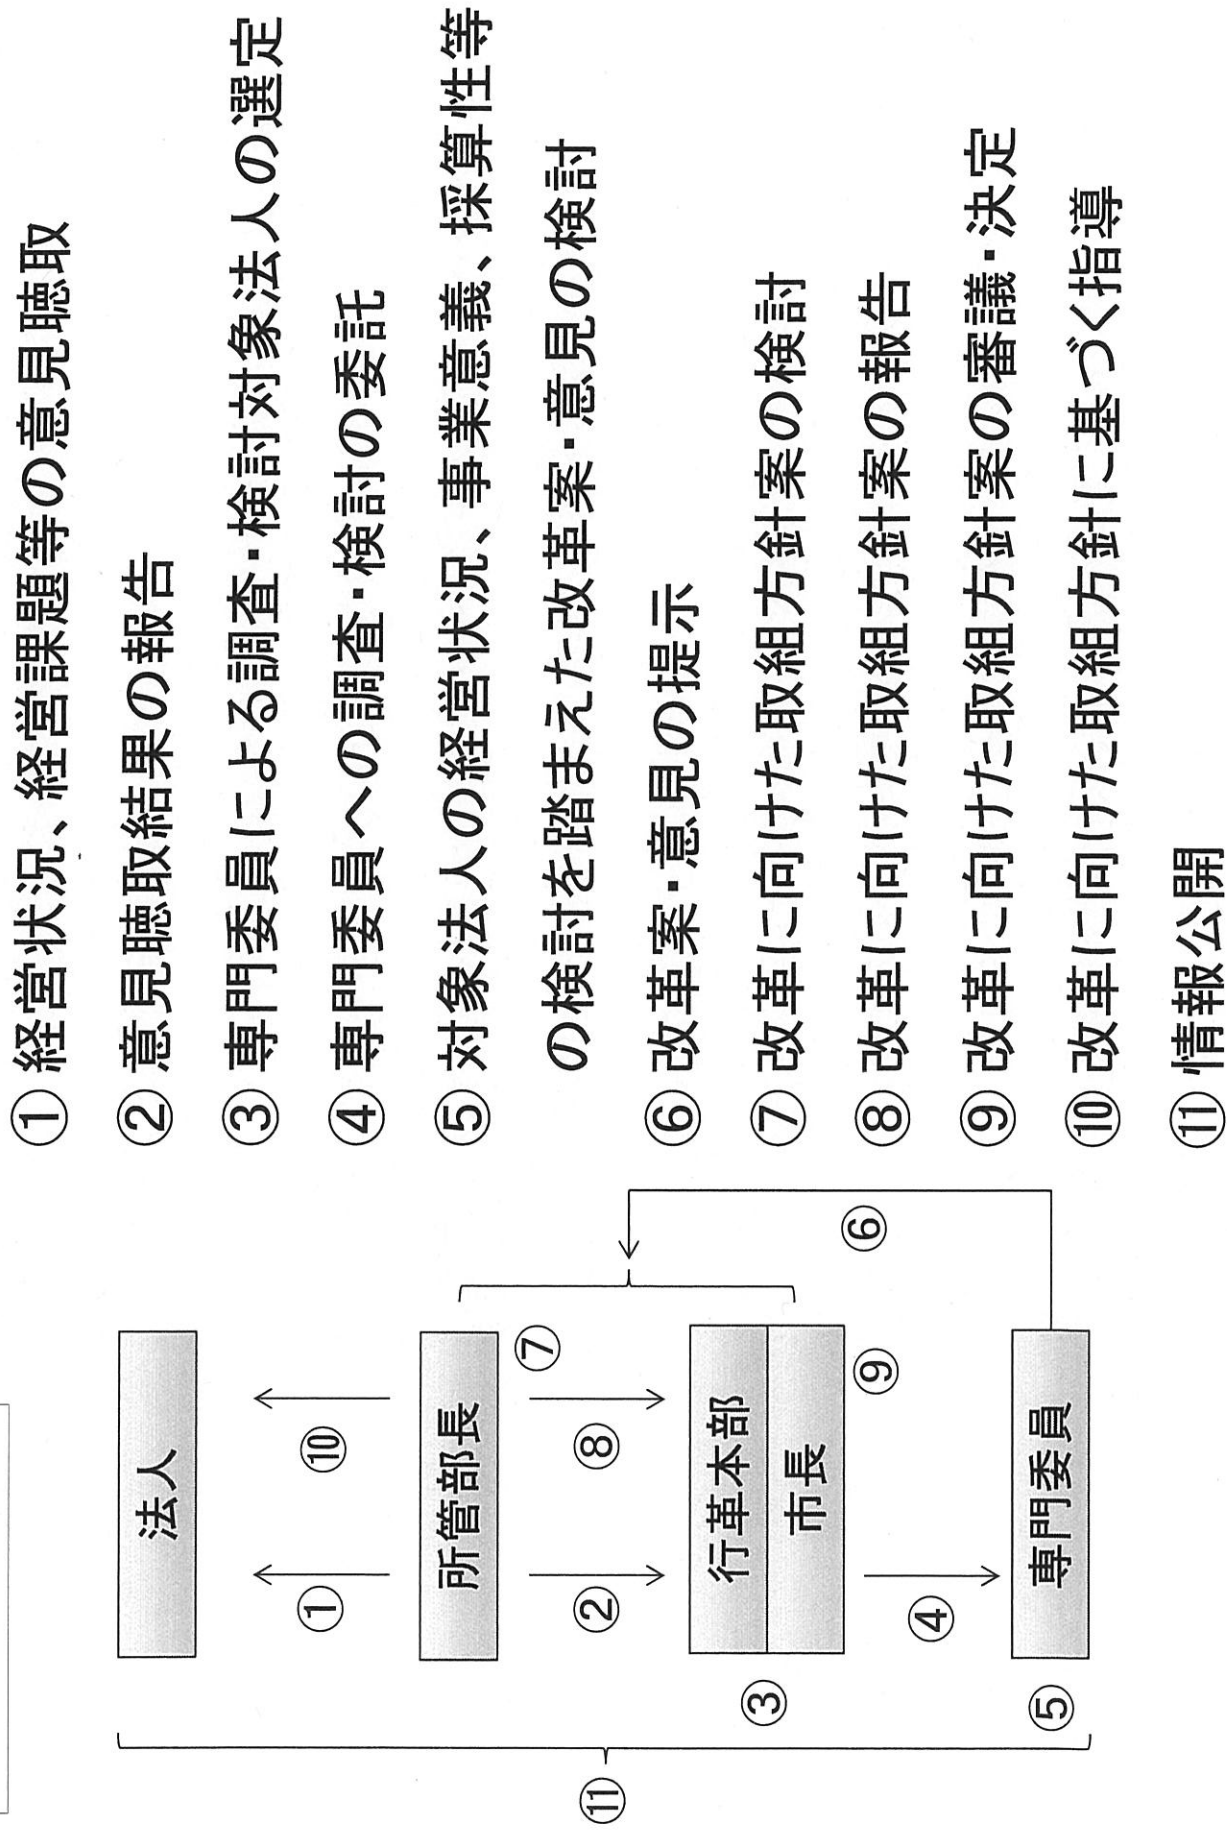 法人
①
⑩
所管部長
⑦
②
⑧
行革本部
市長
③
⑨
④
専門委員
⑤
⑥
⑪
① 経営状況、経営課題等の意見聴取
② 意見聴取結果の報告
③ 専門委員による調査・検討対象法人の選定
④ 専門委員への調査・検討の委託
⑤ 対象法人の経営状況、事業意義、採算性等
の検討を踏まえた改革案・意見の検討
⑥ 改革案・意見の提示
⑦ 改革に向けた取組方針案の検討
⑧ 改革に向けた取組方針案の報告
⑨ 改革に向けた取組方針案の審議・決定
⑩ 改革に向けた取組方針に基づく指導
⑪ 情報公開